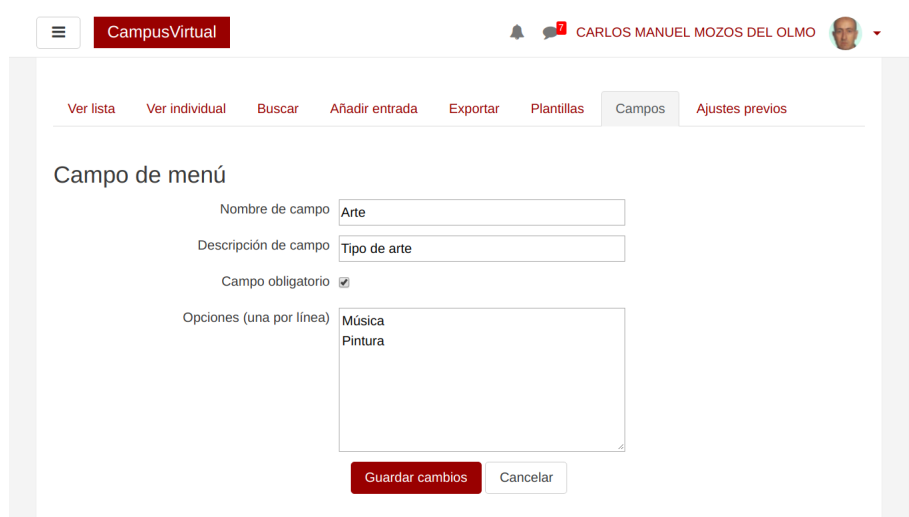 CampusVirtual
7
CARLOS MANUEL MOZOS DEL OLMO
Ver lista Ver individual Buscar Añadir entrada Exportar Plantillas Campos Ajustes previos
Campo de menú
Nombre de campo Arte
Descripción de campo Tipo de arte
Campo obligatorio
Opciones (una por línea) Música
Pintura
Guardar cambios Cancelar